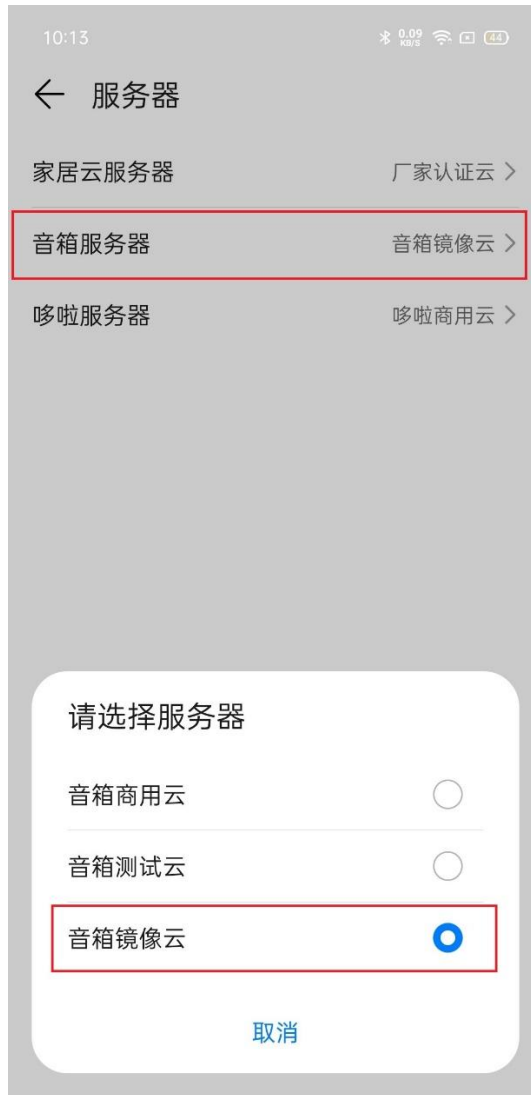 10:13 0.09 KB/S 44
服务器
家居云服务器 厂家认证云
音箱服务器 音箱镜像云
哆啦服务器 哆啦商用云
请选择服务器
音箱商用云
音箱测试云
音箱镜像云
取消